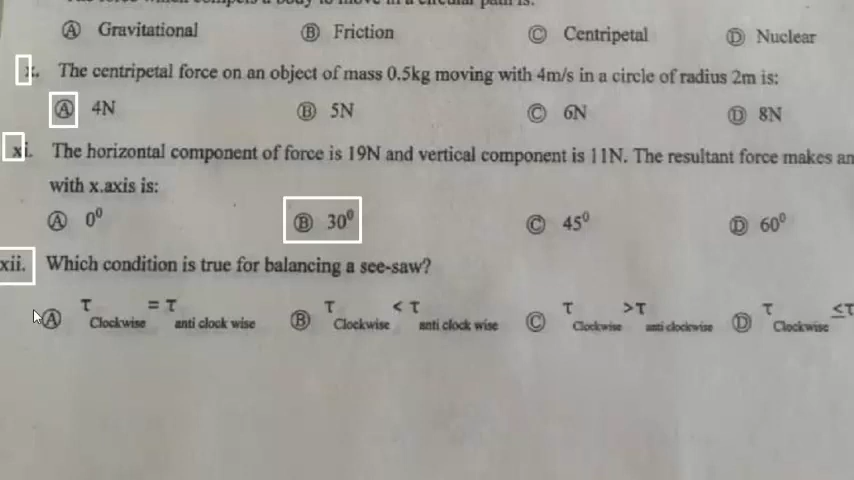 Ⓐ Gravitational Ⓑ Friction Ⓒ Centripetal Ⓓ Nuclear
x. The centripetal force on an object of mass 0.5kg moving with 4m/s in a circle of radius 2m is:
Ⓐ 4N Ⓑ 5N Ⓒ 6N Ⓓ 8N
xi. The horizontal component of force is 19N and vertical component is 11N. The resultant force makes an
with x.axis is:
Ⓐ 0⁰ Ⓑ 30⁰ Ⓒ 45⁰ Ⓓ 60⁰
xii. Which condition is true for balancing a see-saw?
Ⓐ τ Clockwise = τ anti clock wise Ⓑ τ Clockwise < τ anti clock wise Ⓒ τ Clockwise >τ anti clockwise Ⓓ τ Clockwise ≤τ